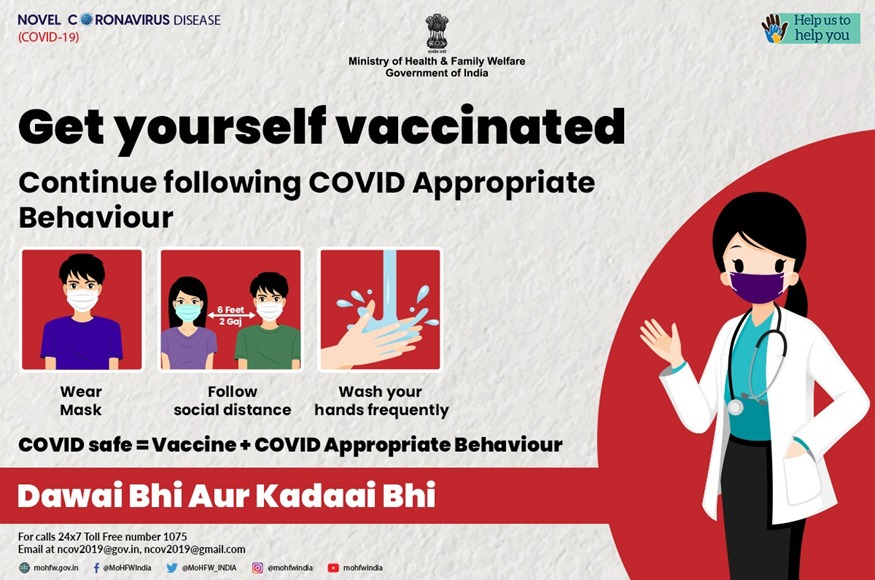 NOVEL CORONAVIRUS DISEASE
(COVID-19)
Help us to
help you
Ministry of Health & Family Welfare
Government of India
Get yourself vaccinated
Continue following COVID Appropriate
Behaviour
6 Feet
2 Gaj
Wear
Mask
Follow
social distance
Wash your
hands frequently
COVID safe = Vaccine + COVID Appropriate Behaviour
Dawai Bhi Aur Kadaai Bhi
For calls 24x7 Toll Free number 1075
Email at ncov2019@gov.in, ncov2019@gmail.com
mohfw.gov.in @MoHFWIndia @MoHFW_INDIA @mohfwindia mohfwindia